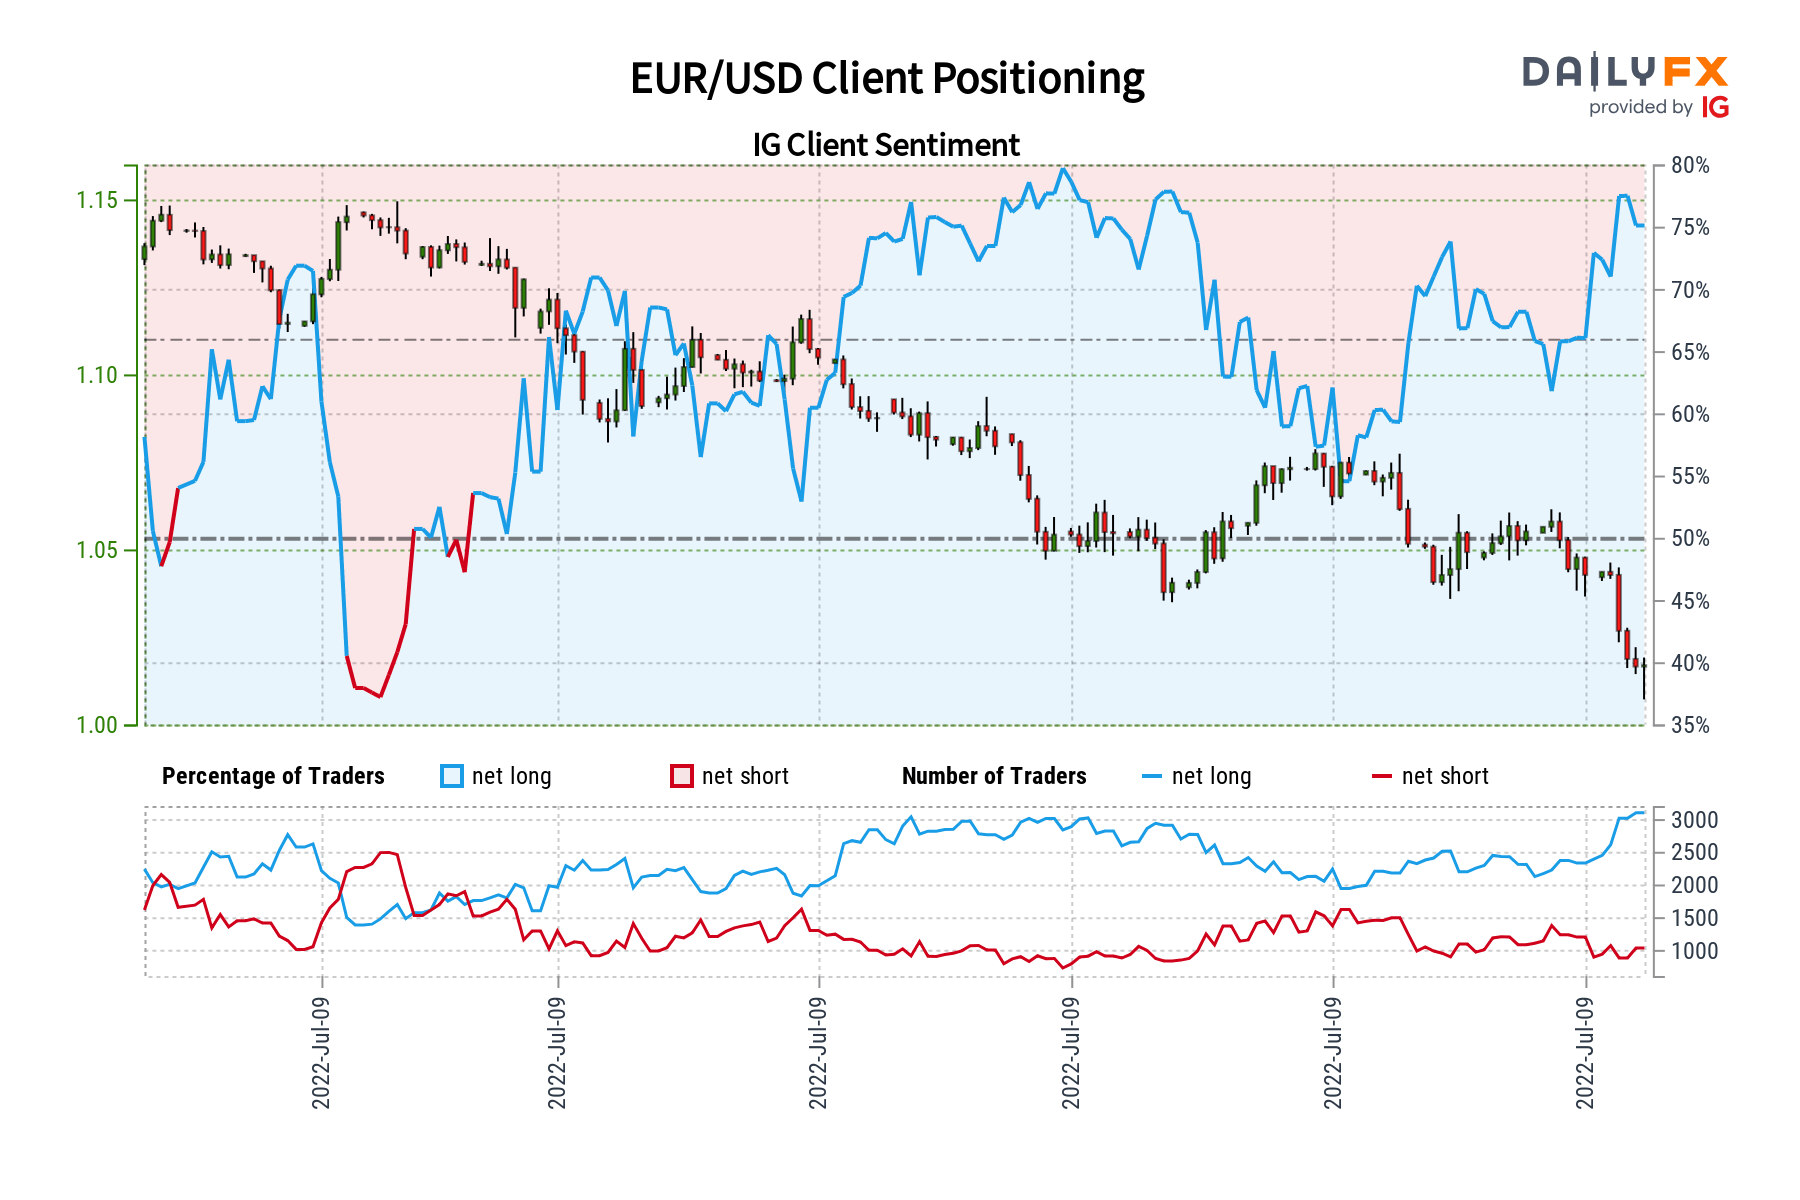 EUR/USD Client Positioning
DAILYFX
provided by IG
IG Client Sentiment
1.15
1.10
1.05
1.00
80%
75%
70%
65%
60%
55%
50%
45%
40%
35%
Percentage of Traders net long net short Number of Traders net long net short
3000
2500
2000
1500
1000
2022-Jul-09
2022-Jul-09
2022-Jul-09
2022-Jul-09
2022-Jul-09
2022-Jul-09